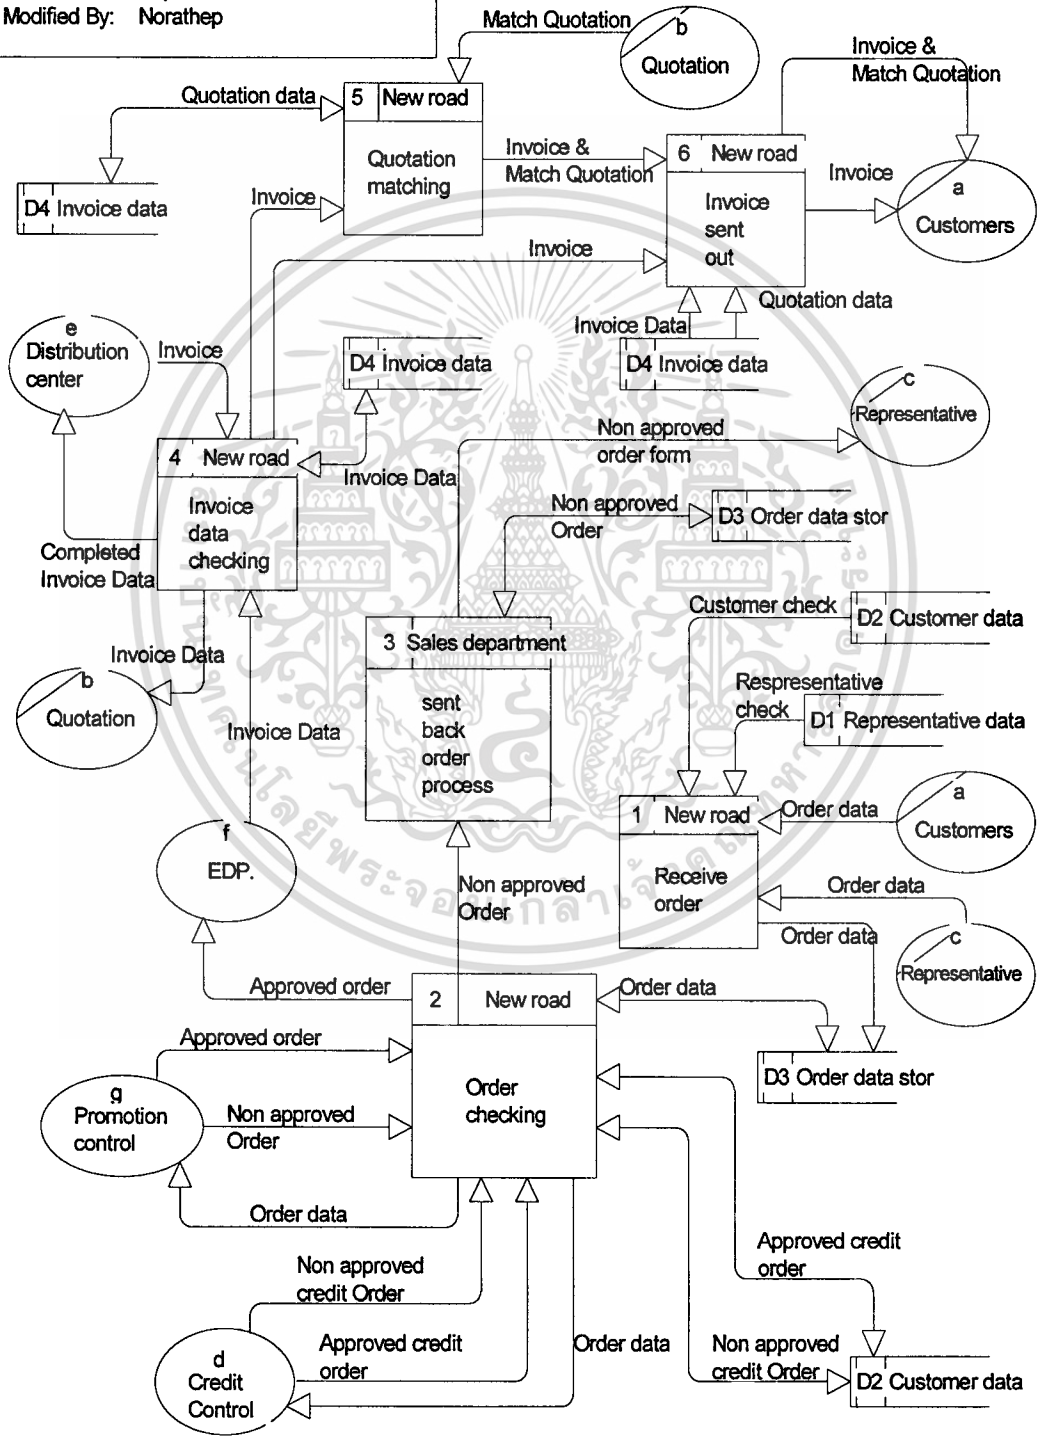 Modified By: Norathep
Match Quotation
b
Quotation
Invoice &
Match Quotation
Quotation data
5 New road
Quotation
matching
Invoice &
Match Quotation
6 New road
Invoice
sent
out
Invoice
a
Customers
D4 Invoice data
Invoice
Invoice
Quotation data
Invoice Data
e
Distribution
center
Invoice
D4 Invoice data
D4 Invoice data
c
Representative
Non approved
order form
4 New road
Invoice
data
checking
Invoice Data
Non approved
Order
D3 Order data stor
Completed
Invoice Data
Customer check
D2 Customer data
3 Sales department
sent
back
order
process
Invoice Data
b
Quotation
Respresentative
check
D1 Representative data
Invoice Data
1 New road
Receive
order
Order data
a
Customers
f
EDP.
Non approved
Order
Order data
Order data
c
Representative
Approved order
2 New road
Order
checking
Order data
Approved order
D3 Order data stor
g
Promotion
control
Non approved
Order
Order data
Approved credit
order
Non approved
credit Order
Approved credit
order
Order data
Non approved
credit Order
D2 Customer data
d
Credit
Control